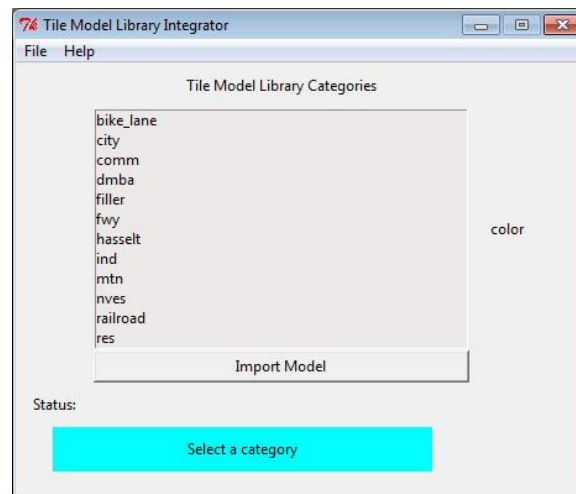 Tile Model Library Integrator
File Help
Tile Model Library Categories
bike_lane
city
comm
dmba
filler
fwy
hasselt
ind
mtn
nves
railroad
res
color
Import Model
Status:
Select a category